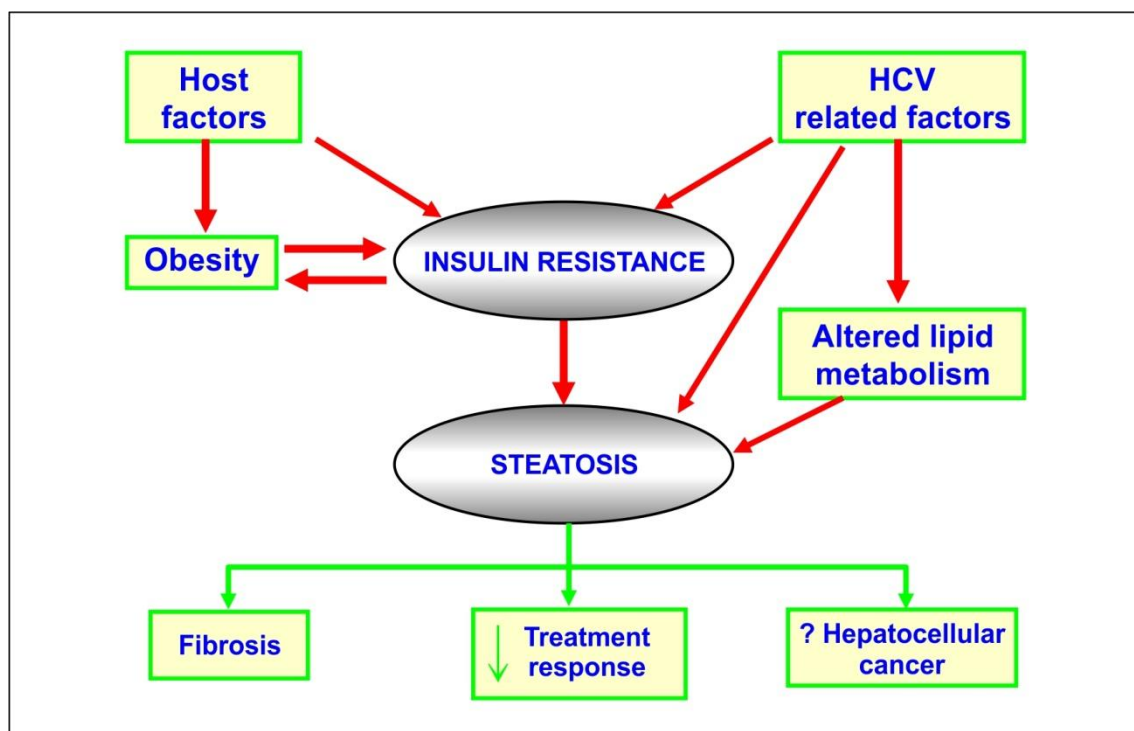 Host
factors
HCV
related factors
Obesity
INSULIN RESISTANCE
Altered lipid
metabolism
STEATOSIS
Fibrosis
Treatment
response
? Hepatocellular
cancer